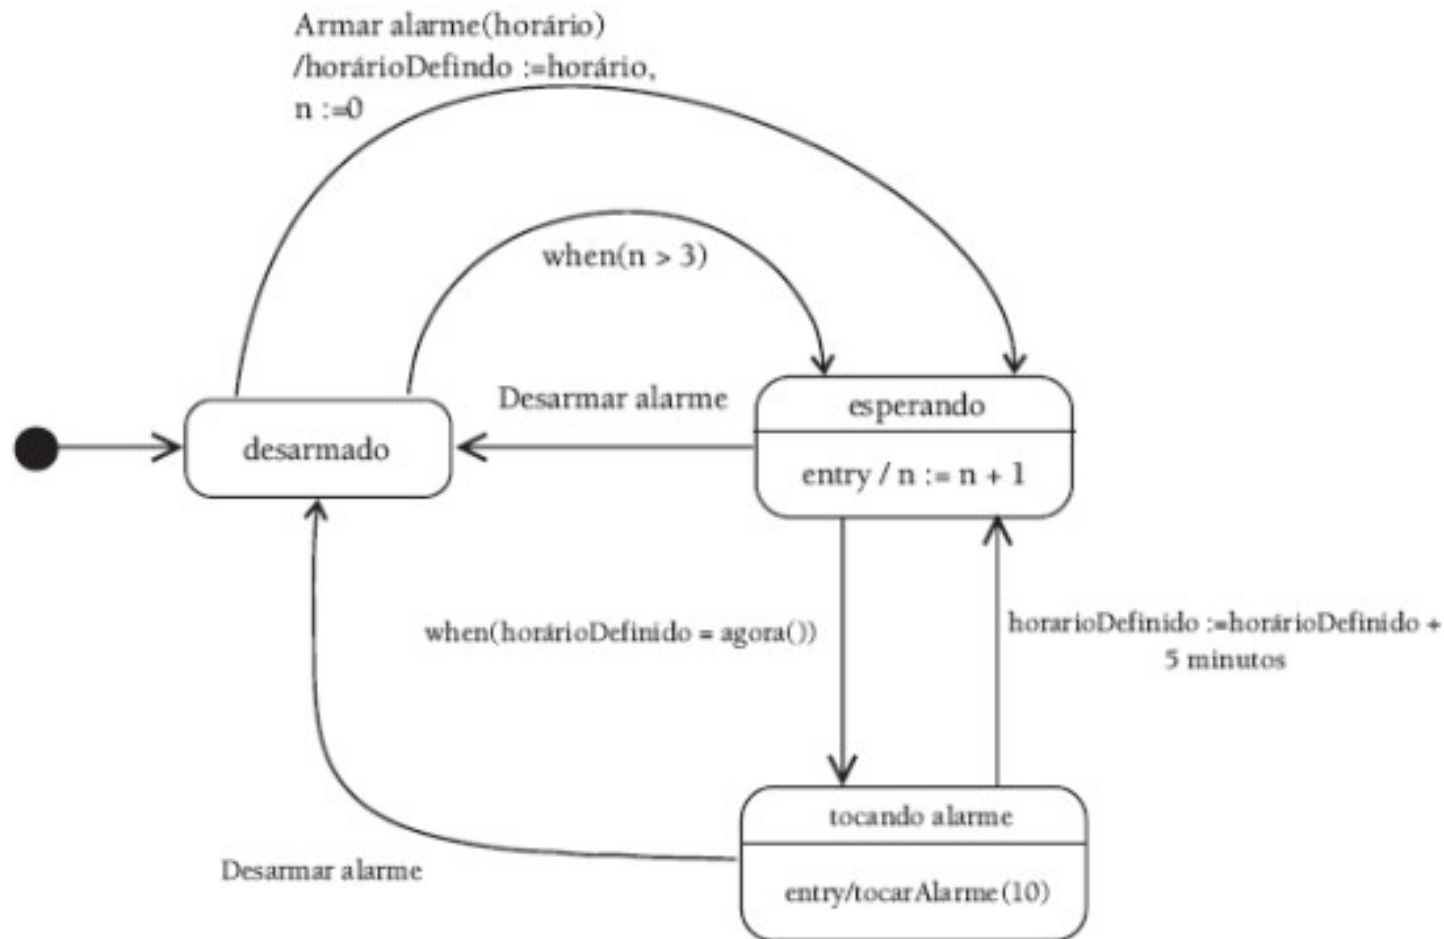 Armar alarme(horário)
/horárioDefindo :=horário,
n :=0
when(n > 3)
Desarmar alarme
esperando
desarmado
entry / n := n + 1
when(horárioDefinido = agora())
horarioDefinido :=horárioDefinido +
5 minutos
tocando alarme
Desarmar alarme
entry/tocarAlarme(10)